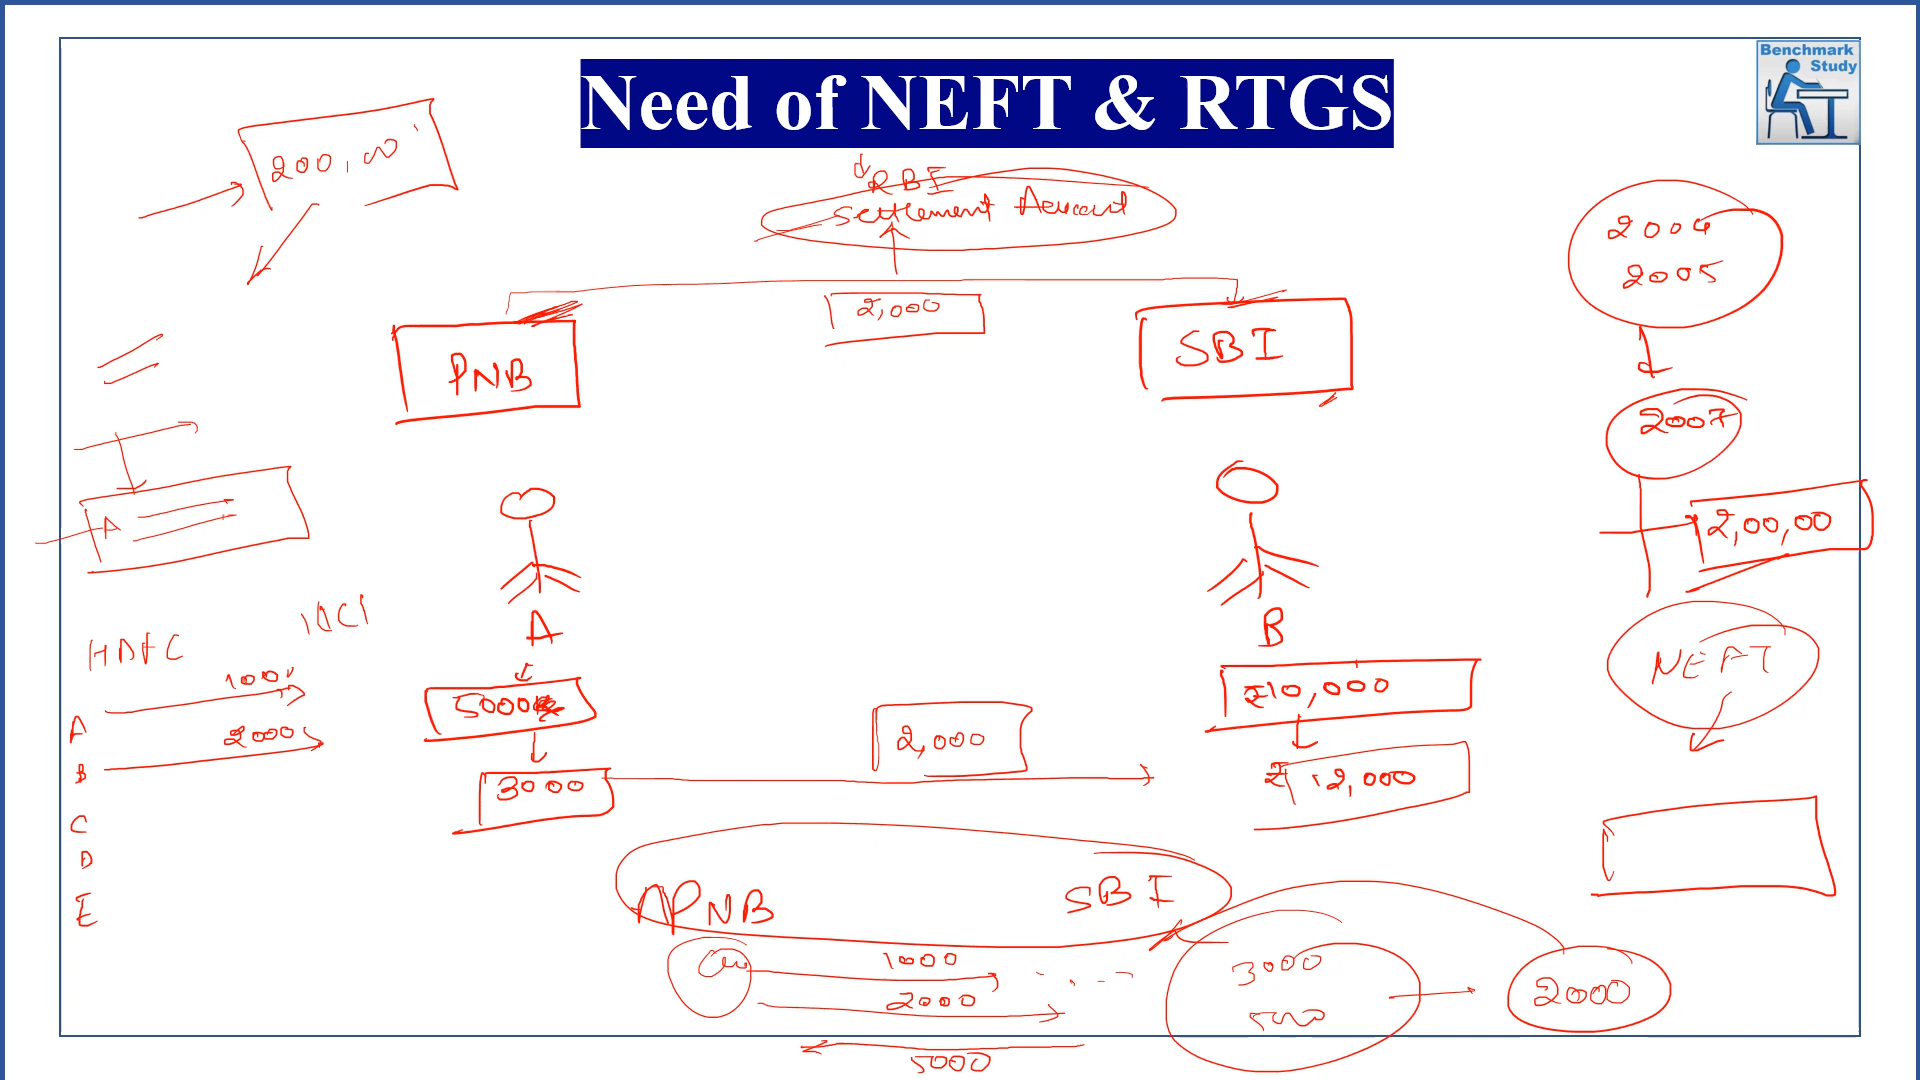 Need of NEFT & RTGS
Benchmark
Study
200,00
RBI
Settlement Account
2004
2005
2,000
PNB
SBI
2007
A
2,00,00
A
B
HDFC
ICICI
NEFT
1000
5000
₹10,000
A
2000
2,000
B
3000
₹12,000
C
D
E
PNB
SBI
1000
2000
3000
5000
2000
5000